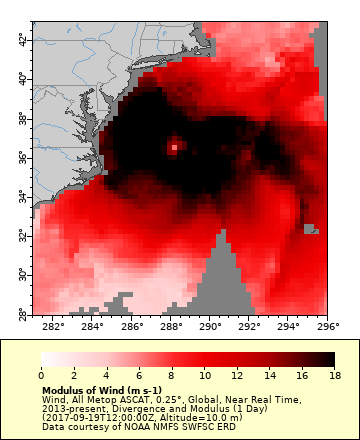 42°
40°
38°
36°
34°
32°
30°
28°
282° 284° 286° 288° 290° 292° 294° 296°
0 2 4 6 8 10 12 14 16 18
Modulus of Wind (m s-1)
Wind, All Metop ASCAT, 0.25°, Global, Near Real Time,
2013-present, Divergence and Modulus (1 Day)
(2017-09-19T12:00:00Z, Altitude=10.0 m)
Data courtesy of NOAA NMFS SWFSC ERD